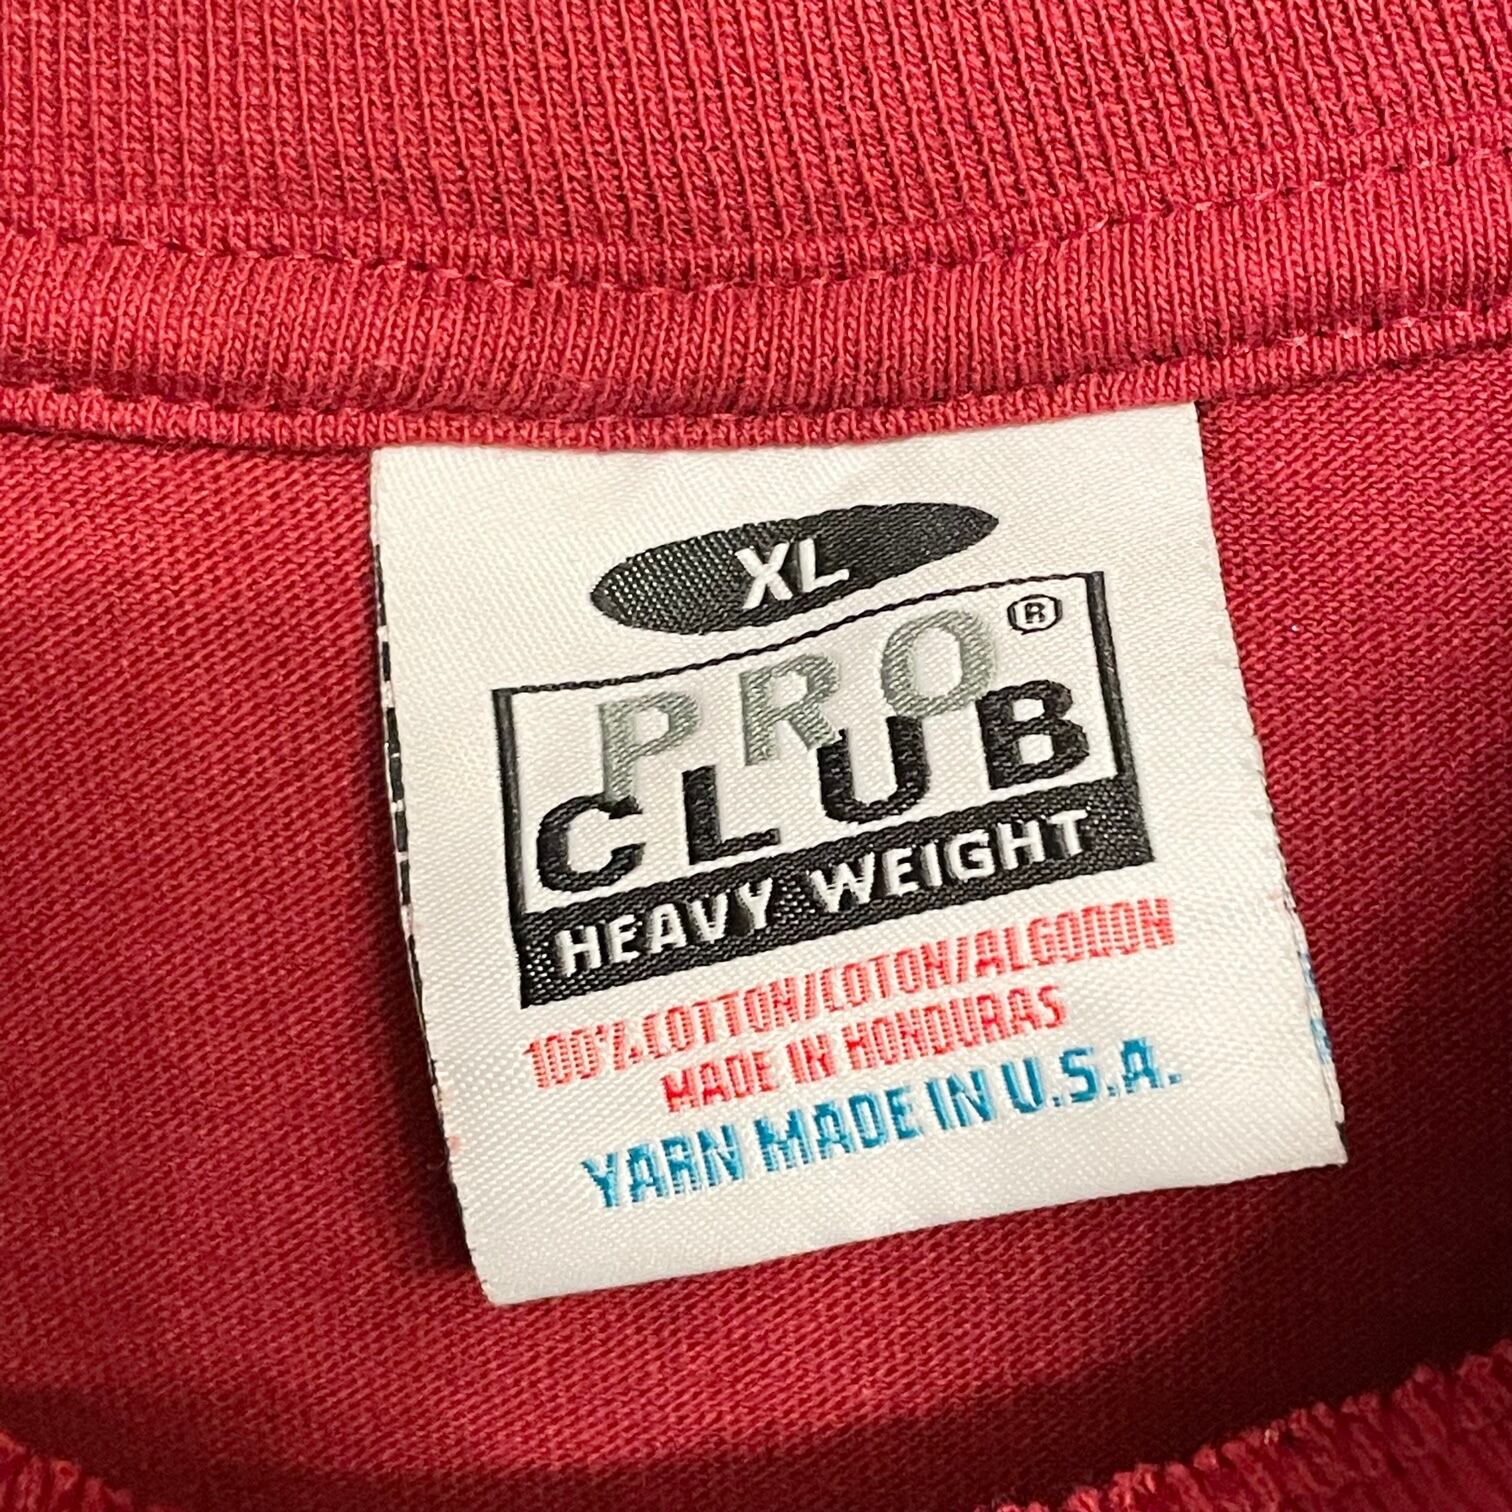 XL
PRO ®
CLUB
HEAVY WEIGHT
100% COTTON/COTON/ALGODON
MADE IN HONDURAS
YARN MADE IN U.S.A.